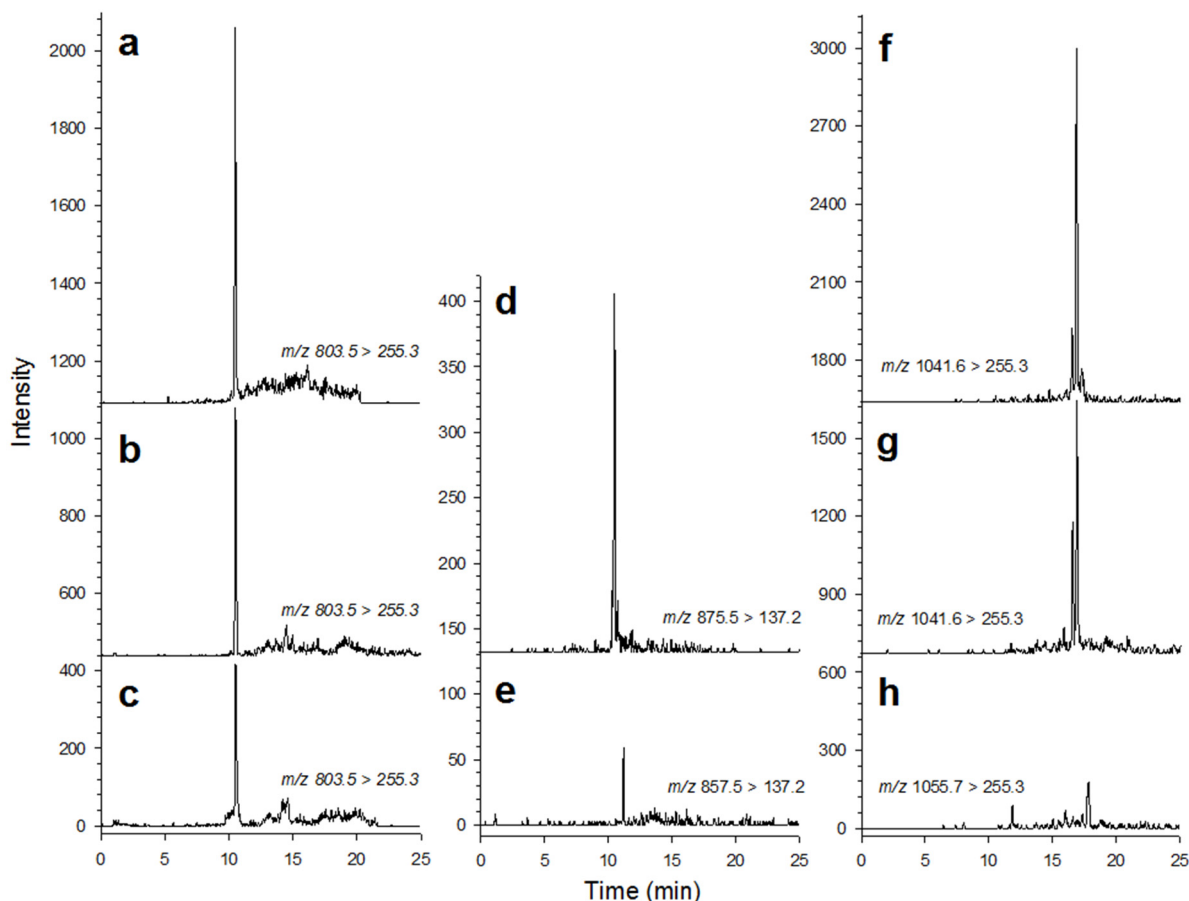 a
2000
1800
1600
1400
1200
m/z 803.5 > 255.3
b
1000
800
600
m/z 803.5 > 255.3
c
400
200
0
m/z 803.5 > 255.3
0 5 10 15 20 25
Intensity
d
400
350
300
250
200
150
m/z 875.5 > 137.2
e
100
50
0
m/z 857.5 > 137.2
0 5 10 15 20 25
Time (min)
f
3000
2700
2400
2100
1800
m/z 1041.6 > 255.3
g
1500
1200
900
m/z 1041.6 > 255.3
h
600
300
0
m/z 1055.7 > 255.3
0 5 10 15 20 25